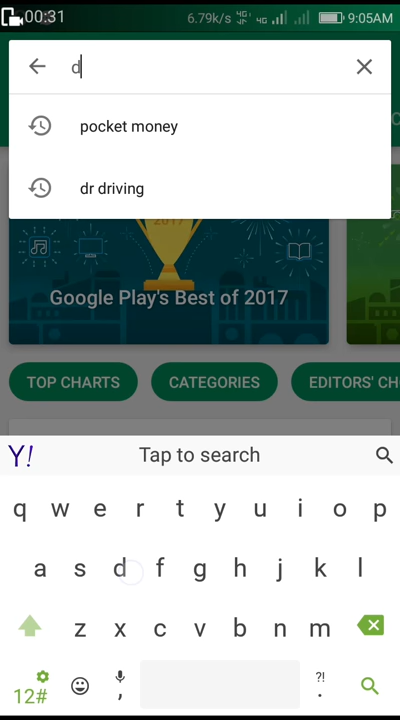 00:31 6.79k/s 4G 4G 9:05AM
d
pocket money
dr driving
2017
Google Play's Best of 2017
TOP CHARTS CATEGORIES EDITORS' CH
Y! Tap to search
q w e r t y u i o p
a s d f g h j k l
z x c v b n m
12# , ?! .